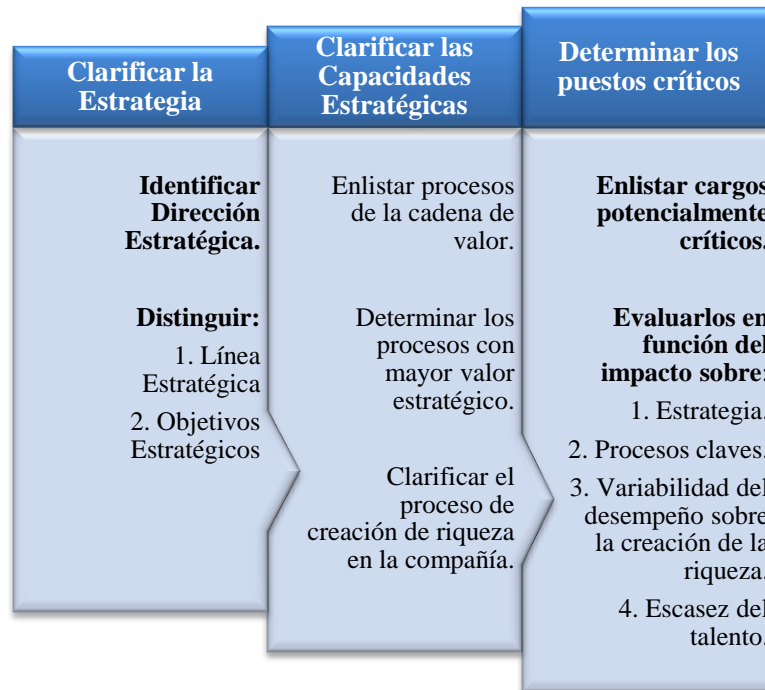 Clarificar la
Estrategia
Identificar
Dirección
Estratégica.
Distinguir:
1. Línea
Estratégica
2. Objetivos
Estratégicos
Clarificar las
Capacidades
Estratégicas
Enlistar procesos
de la cadena de
valor.
Determinar los
procesos con
mayor valor
estratégico.
Clarificar el
proceso de
creación de riqueza
en la compañía.
Determinar los
puestos críticos
Enlistar cargos
potencialmente
críticos.
Evaluarlos en
función del
impacto sobre:
1. Estrategia.
2. Procesos claves.
3. Variabilidad del
desempeño sobre
la creación de la
riqueza.
4. Escasez del
talento.